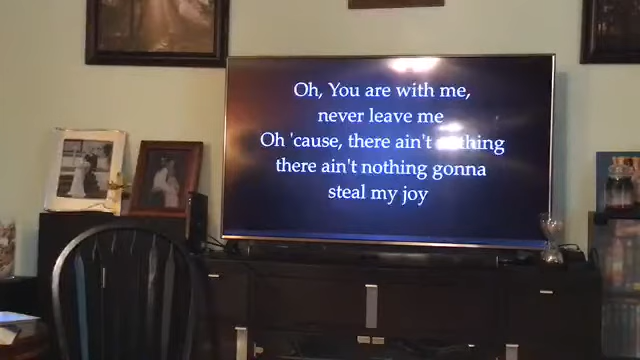 Oh, You are with me,
never leave me
Oh 'cause, there ain't nothing
there ain't nothing gonna
steal my joy